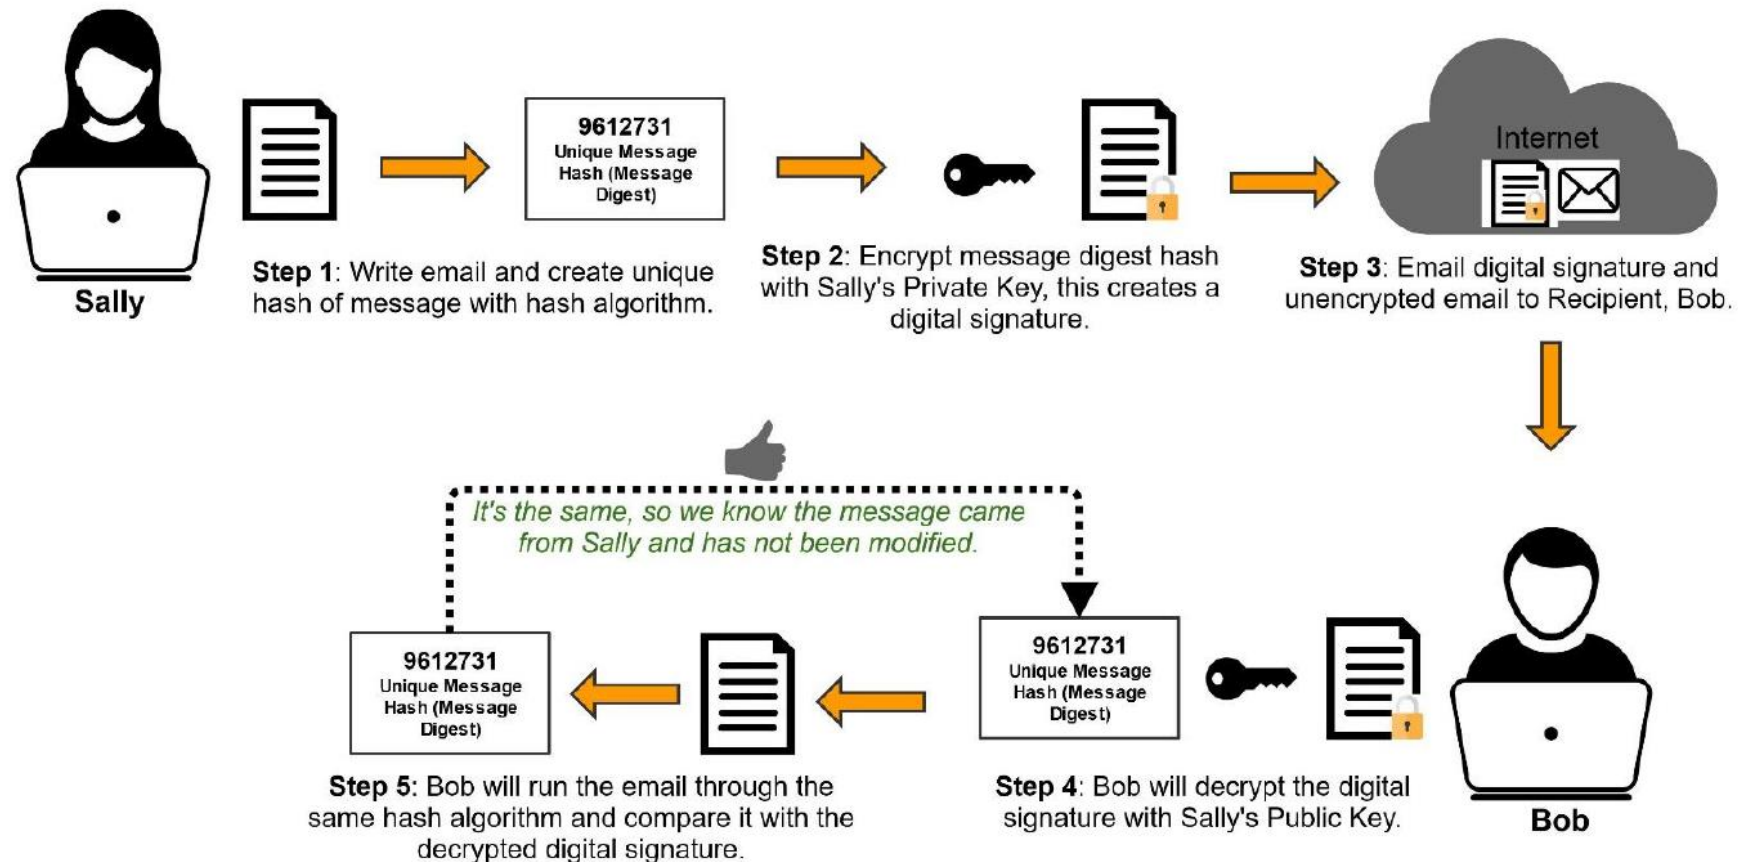 Sally
9612731
Unique Message
Hash (Message
Digest)
Step 1: Write email and create unique
hash of message with hash algorithm.
Step 2: Encrypt message digest hash
with Sally's Private Key, this creates a
digital signature.
Internet
Step 3: Email digital signature and
unencrypted email to Recipient, Bob.
It's the same, so we know the message came
from Sally and has not been modified.
Bob
9612731
Unique Message
Hash (Message
Digest)
Step 4: Bob will decrypt the digital
signature with Sally's Public Key.
9612731
Unique Message
Hash (Message
Digest)
Step 5: Bob will run the email through the
same hash algorithm and compare it with the
decrypted digital signature.